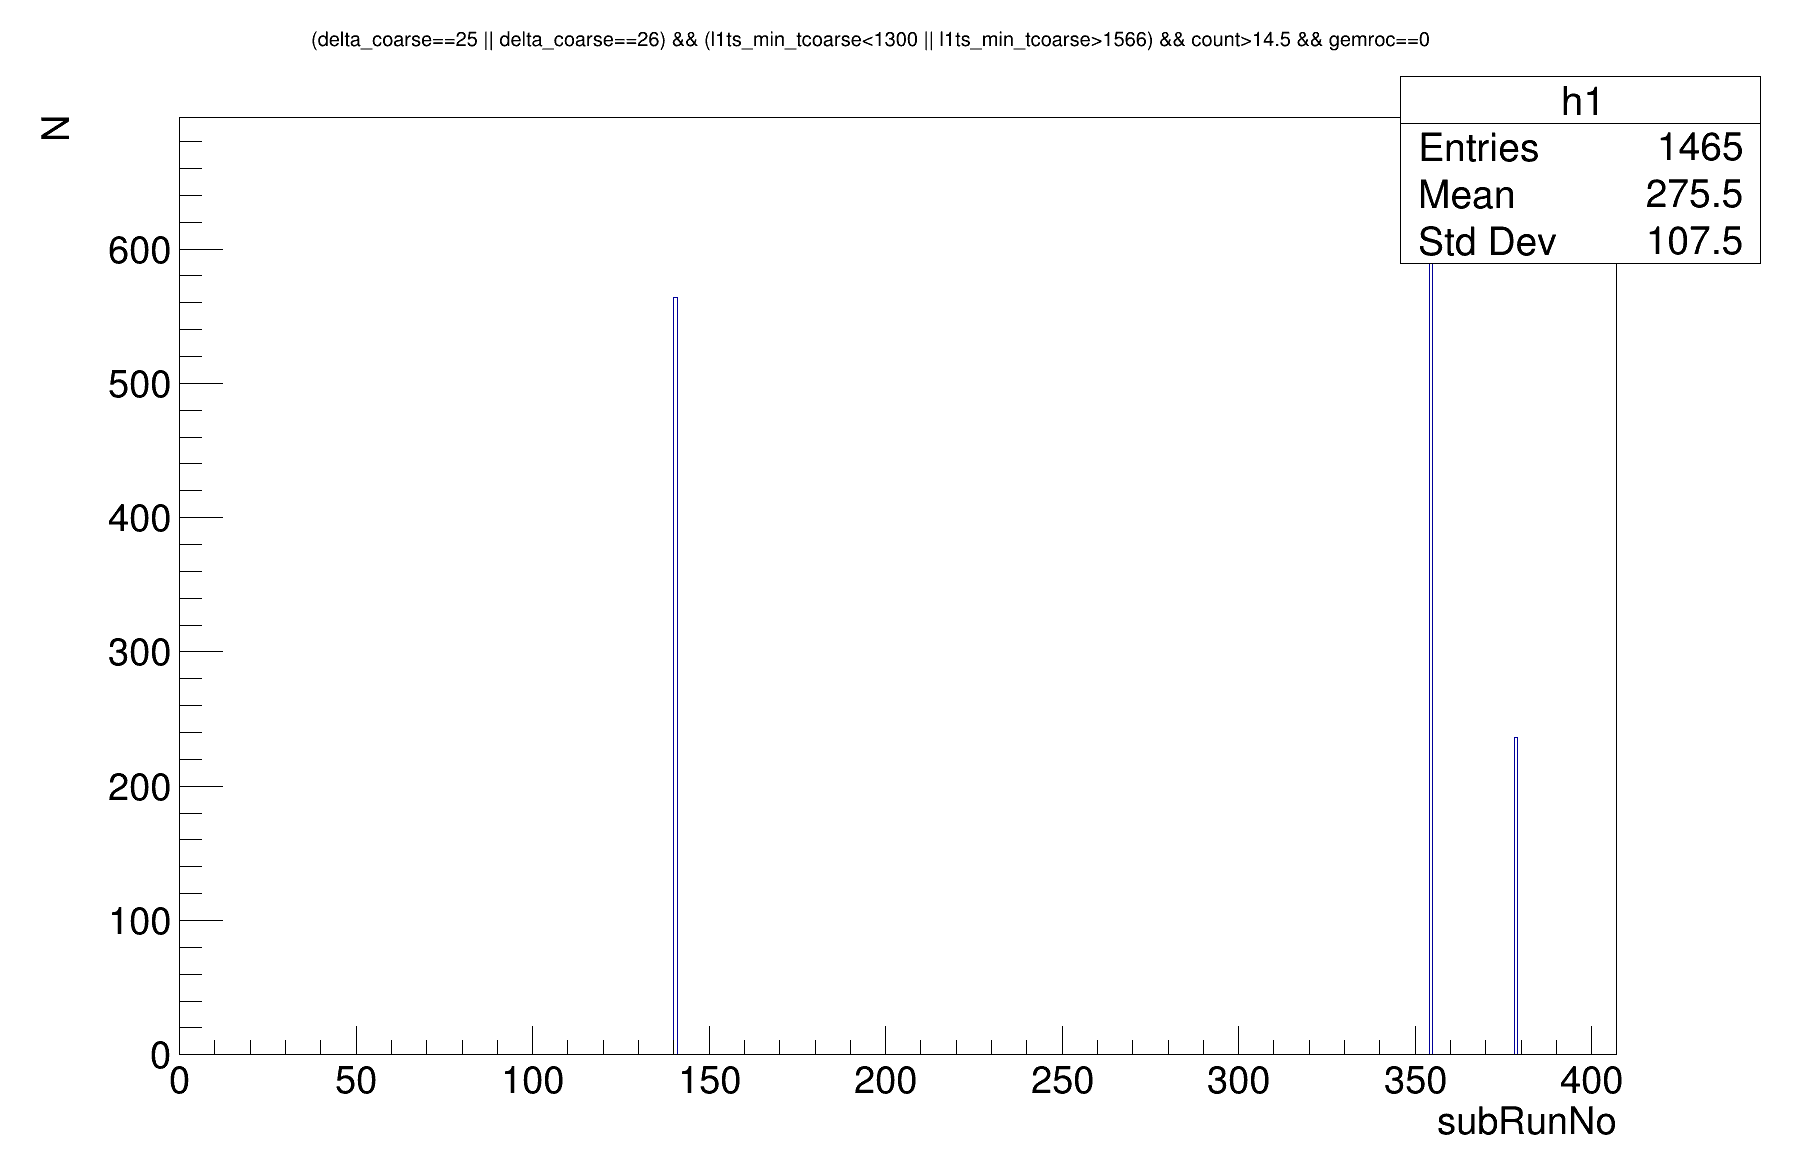 (delta_coarse==25 || delta_coarse==26) && (l1ts_min_tcoarse<1300 || l1ts_min_tcoarse>1566) && count>14.5 && gemroc==0
N
h1
Entries 1465
Mean 275.5
Std Dev 107.5
600
500
400
300
200
100
0
0 50 100 150 200 250 300 350 400
subRunNo